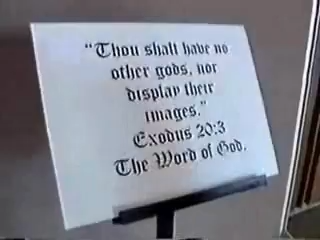 “Thou shalt have no
other gods, nor
display their
images.”
Exodus 20:3
The Word of God.